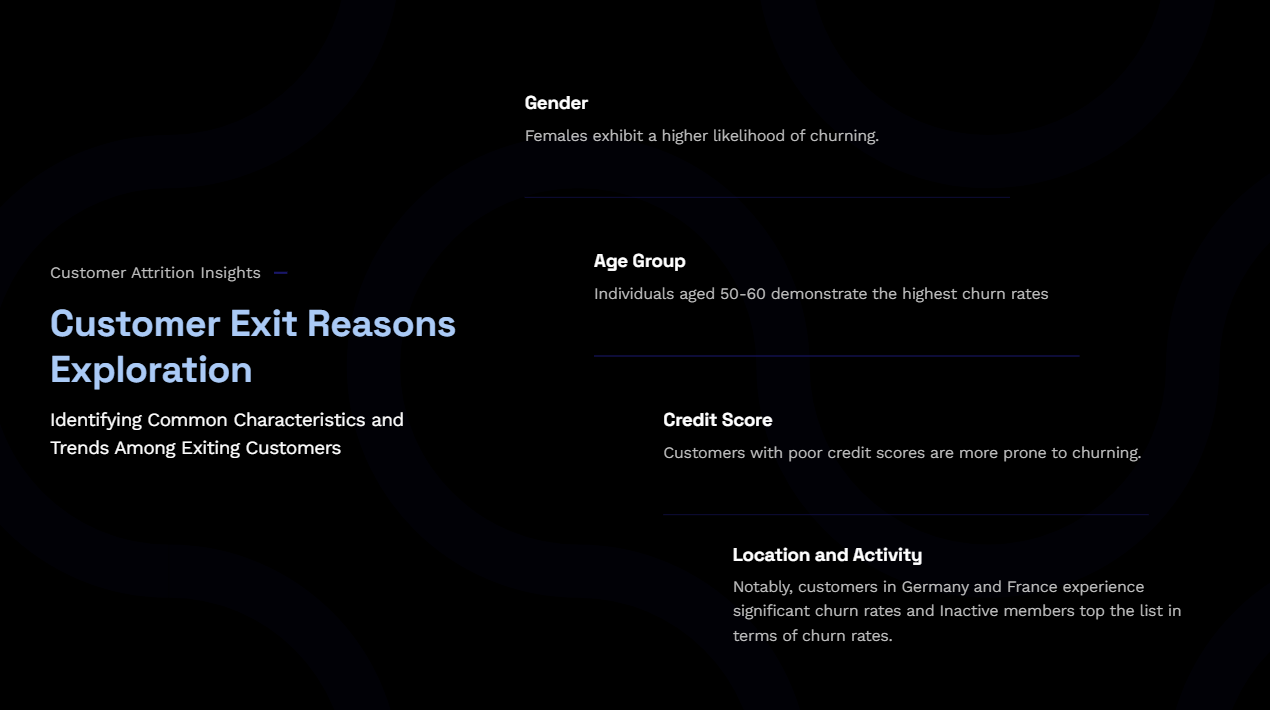 Customer Attrition Insights
Customer Exit Reasons
Exploration
Identifying Common Characteristics and
Trends Among Exiting Customers
Gender
Females exhibit a higher likelihood of churning.
Age Group
Individuals aged 50-60 demonstrate the highest churn rates
Credit Score
Customers with poor credit scores are more prone to churning.
Location and Activity
Notably, customers in Germany and France experience
significant churn rates and Inactive members top the list in
terms of churn rates.